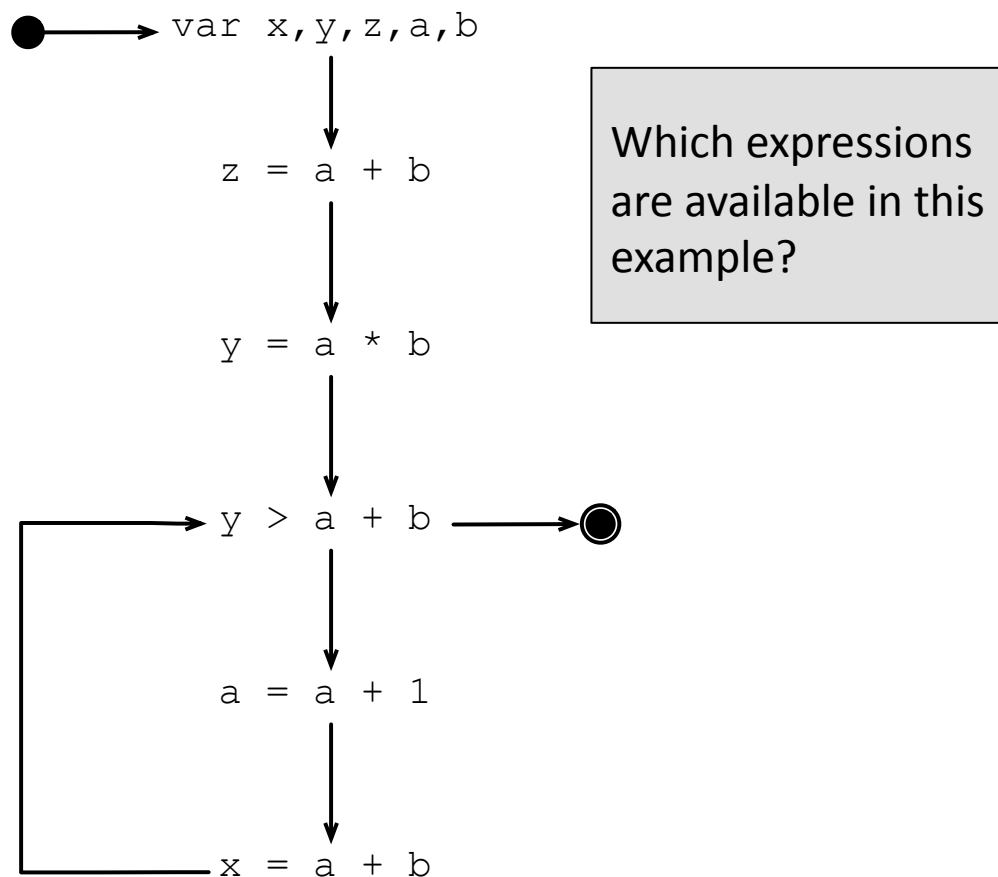 var x,y,z,a,b
z = a + b
Which expressions
are available in this
example?
y = a * b
y > a + b
a = a + 1
x = a + b